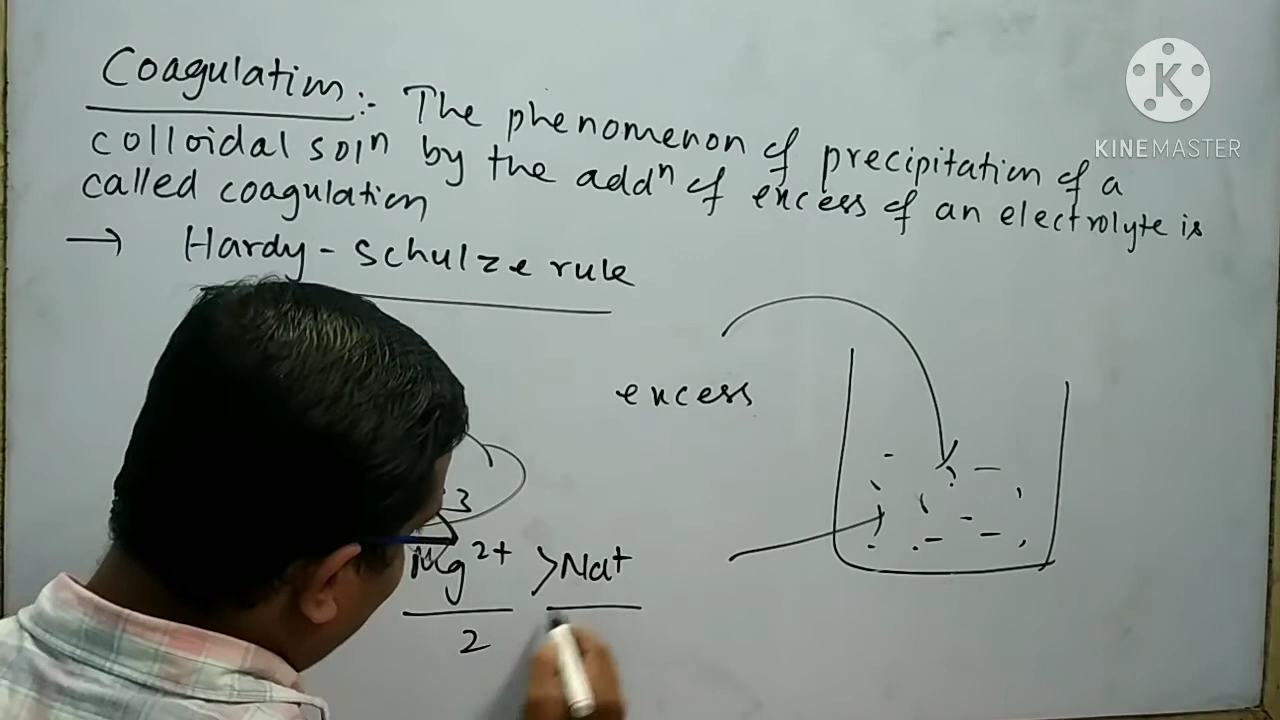 Coagulation:- The phenomenon of precipitation of a
colloidal solⁿ by the addⁿ of excess of an electrolyte is
called coagulation
→ Hardy-Schulze rule
excess
3
Mg²⁺ > Na⁺
2
K
KINEMASTER